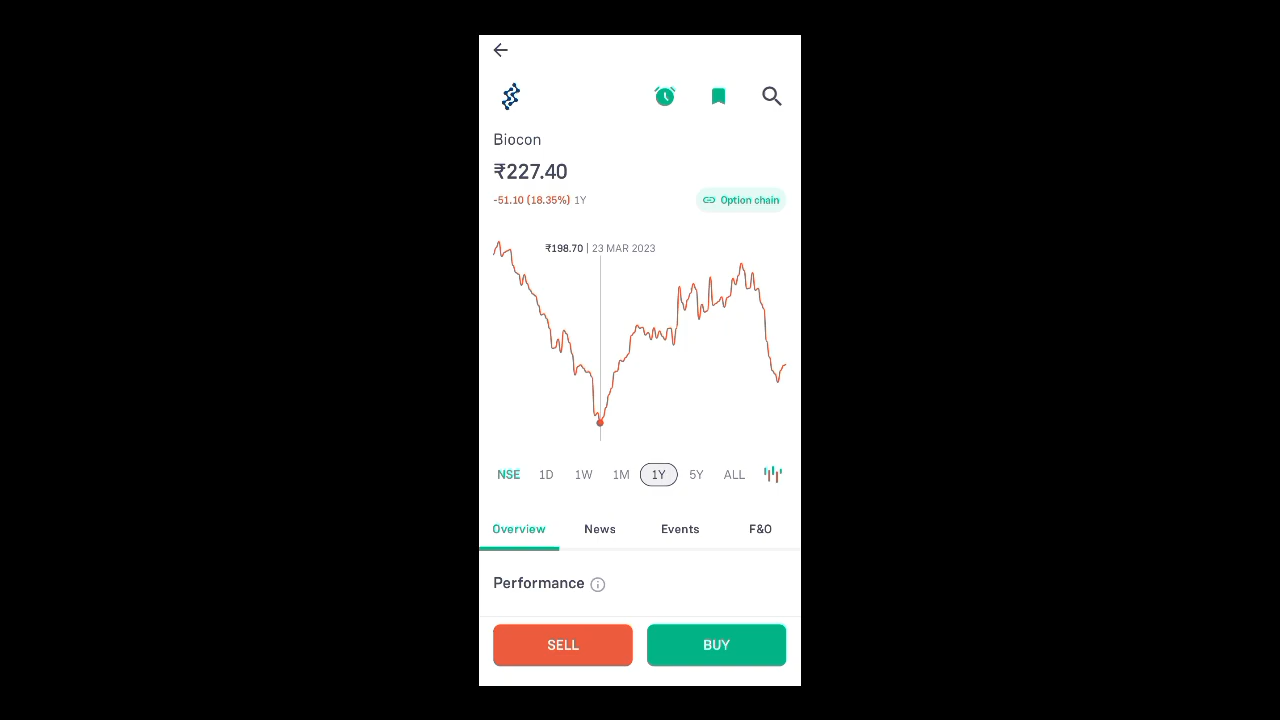 Biocon
₹227.40
-51.10 (18.35%) 1Y
Option chain
₹198.70 | 23 MAR 2023
NSE 1D 1W 1M 1Y 5Y ALL
Overview News Events F&O
Performance
SELL BUY